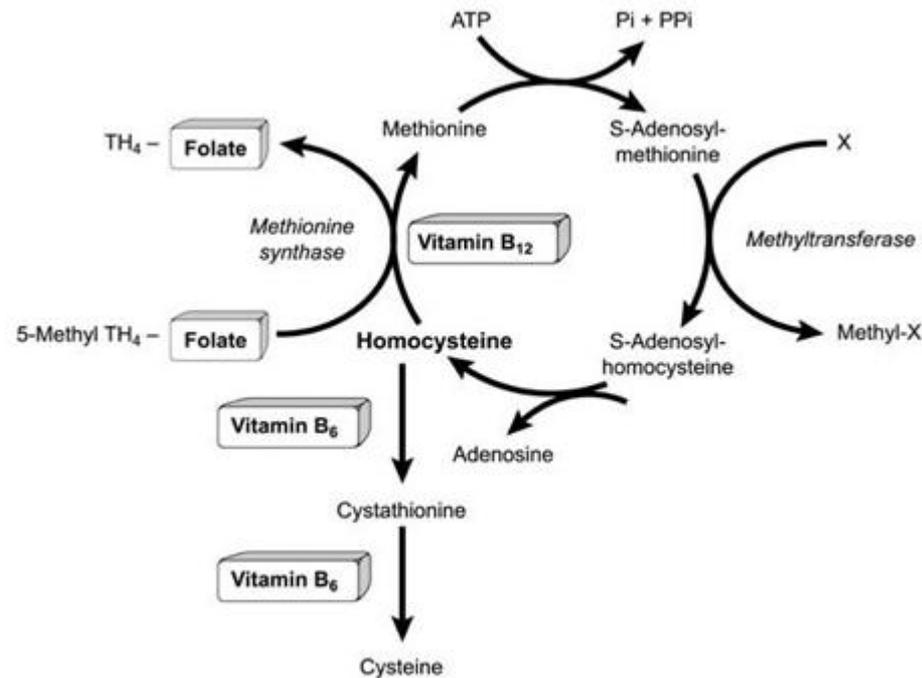 ATP
Pi + PPi
Methionine
S-Adenosyl-
methionine
X
TH₄ – Folate
Methionine
synthase
Vitamin B₁₂
Methyltransferase
5-Methyl TH₄ – Folate
Homocysteine
S-Adenosyl-
homocysteine
Methyl-X
Vitamin B₆
Adenosine
Cystathionine
Vitamin B₆
Cysteine